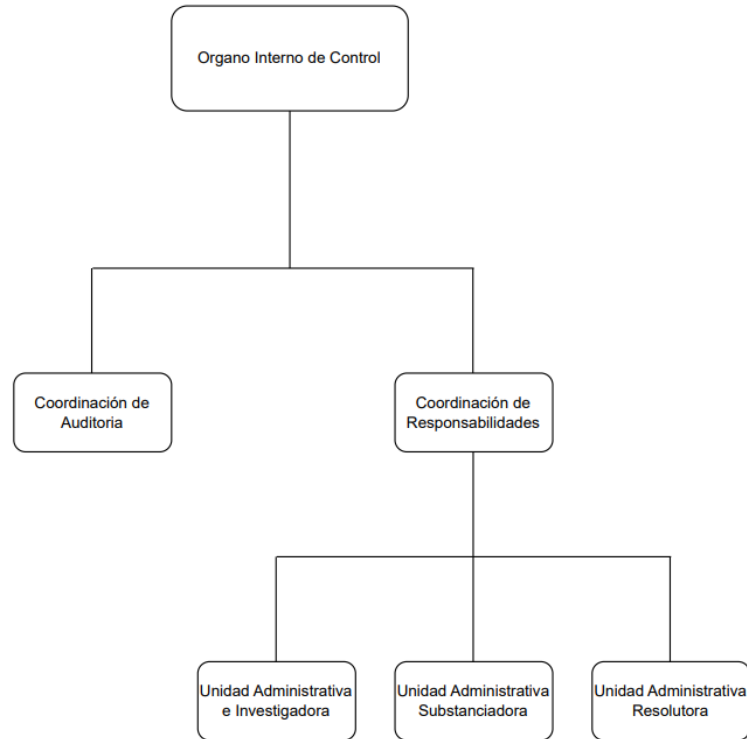 Organo Interno de Control
Coordinación de
Auditoria
Coordinación de
Responsabilidades
Unidad Administrativa
e Investigadora
Unidad Administrativa
Substanciadora
Unidad Administrativa
Resolutora